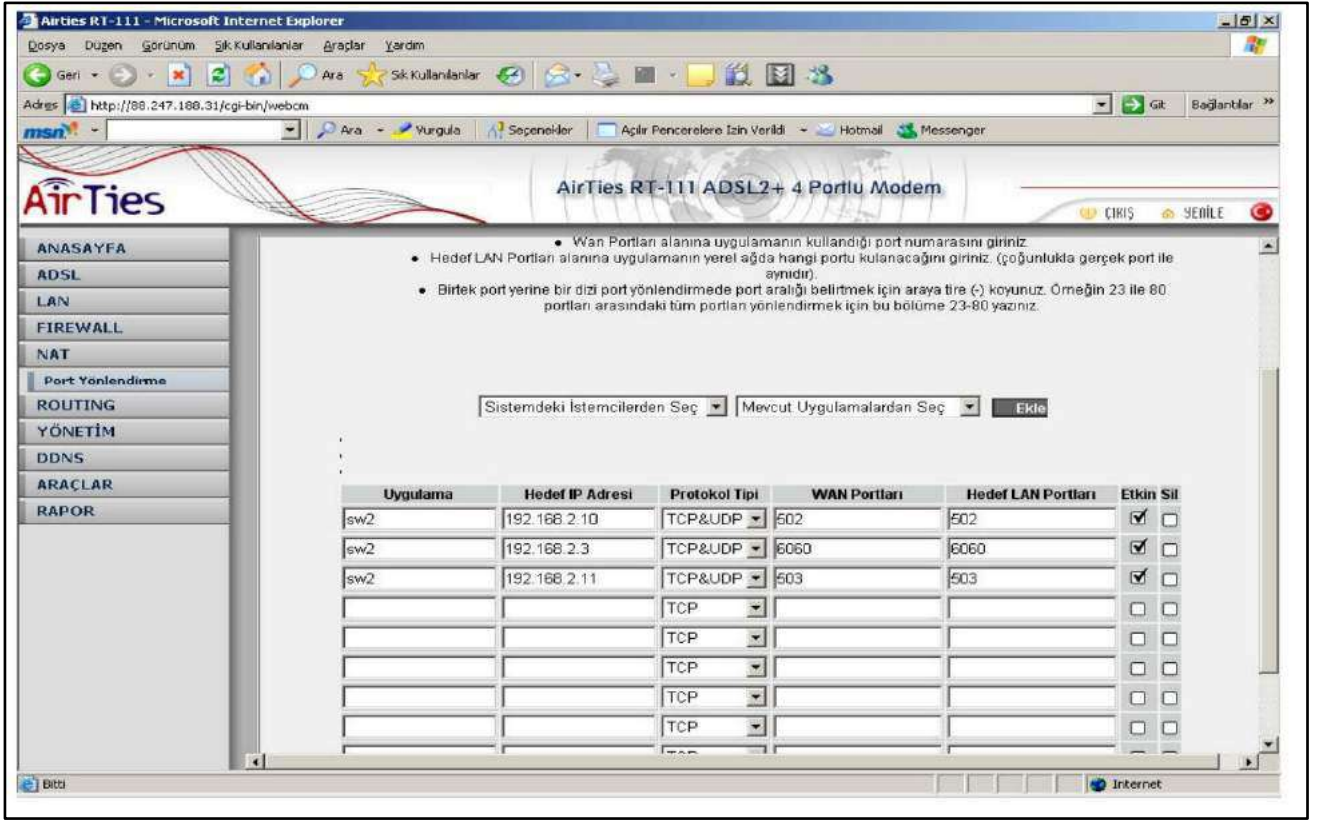 Airties RT-111 - Microsoft Internet Explorer
Dosya Düzen Görünüm Sık Kullanılanlar Araçlar Yardım
Geri Ara Sık Kullanılanlar
Adres http://88.247.188.31/cgi-bin/webcm Git Bağlantılar »
msn Ara Vurgula Seçenekler Açılır Pencerelere İzin Verildi Hotmail Messenger
AirTies
AirTies RT-111 ADSL2+ 4 Portlu Modem
ÇIKIŞ YENİLE
ANASAYFA
ADSL
LAN
FIREWALL
NAT
Port Yönlendirme
ROUTING
YÖNETİM
DDNS
ARAÇLAR
RAPOR
• Wan Portları alanına uygulamanın kullandığı port numarasını giriniz
• Hedef LAN Portları alanına uygulamanın yerel ağda hangi portu kulanacağını giriniz. (çoğunlukla gerçek port ile
aynıdır).
• Birtek port yerine bir dizi port yönlendirmede port aralığı belirtmek için araya tire (-) koyunuz. Örneğin 23 ile 80
portları arasındaki tüm portları yönlendirmek için bu bölüme 23-80 yazınız.
Sistemdeki İstemcilerden Seç Mevcut Uygulamalardan Seç Ekle
Uygulama Hedef IP Adresi Protokol Tipi WAN Portları Hedef LAN Portları Etkin Sil
sw2 192.168.2.10 TCP&UDP 502 502
sw2 192.168.2.3 TCP&UDP 6060 6060
sw2 192.168.2.11 TCP&UDP 503 503
TCP
TCP
TCP
TCP
TCP
Bitti Internet